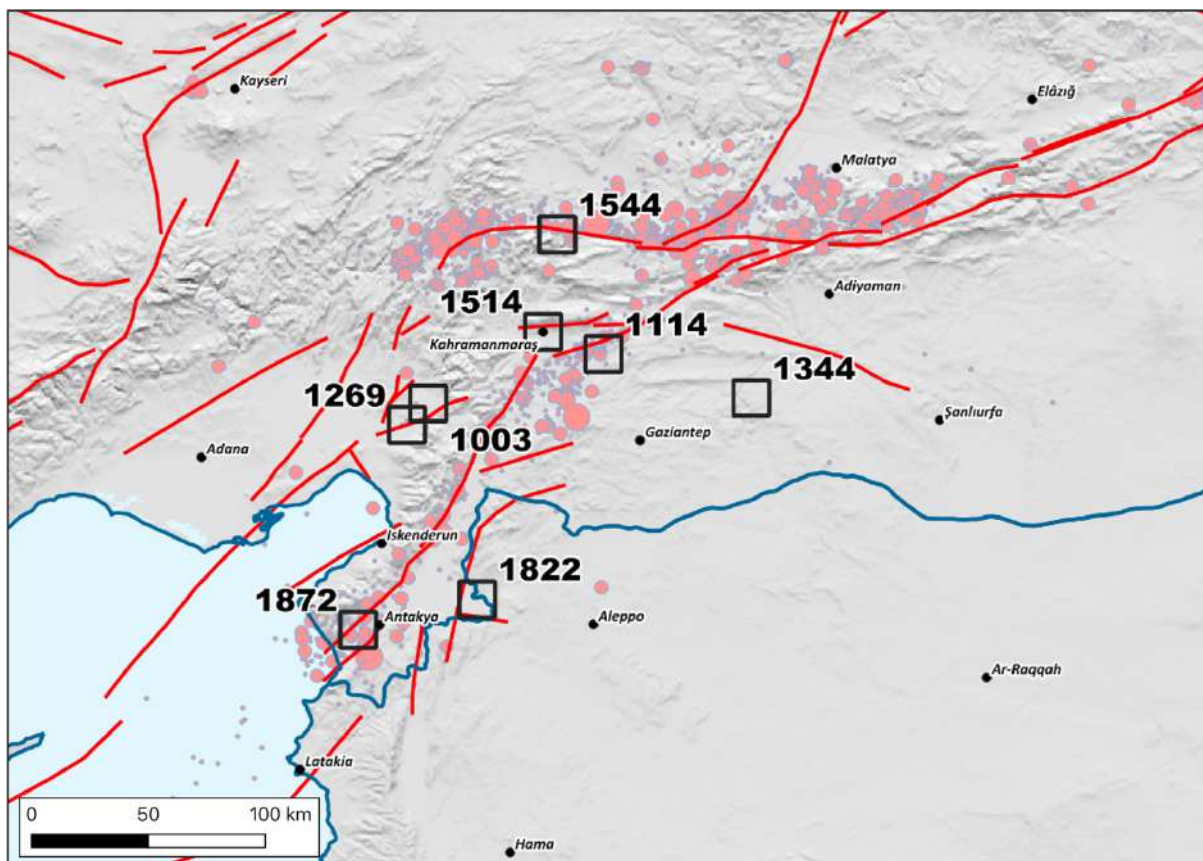 Kayseri
Elâzığ
Malatya
1544
Adiyaman
1514
Kahramanmaraş
1114
1344
1269
Şanlıurfa
1003
Gaziantep
Adana
Iskenderun
1822
1872
Antakya
Aleppo
Ar-Raqqah
Latakia
0 50 100 km
Hama